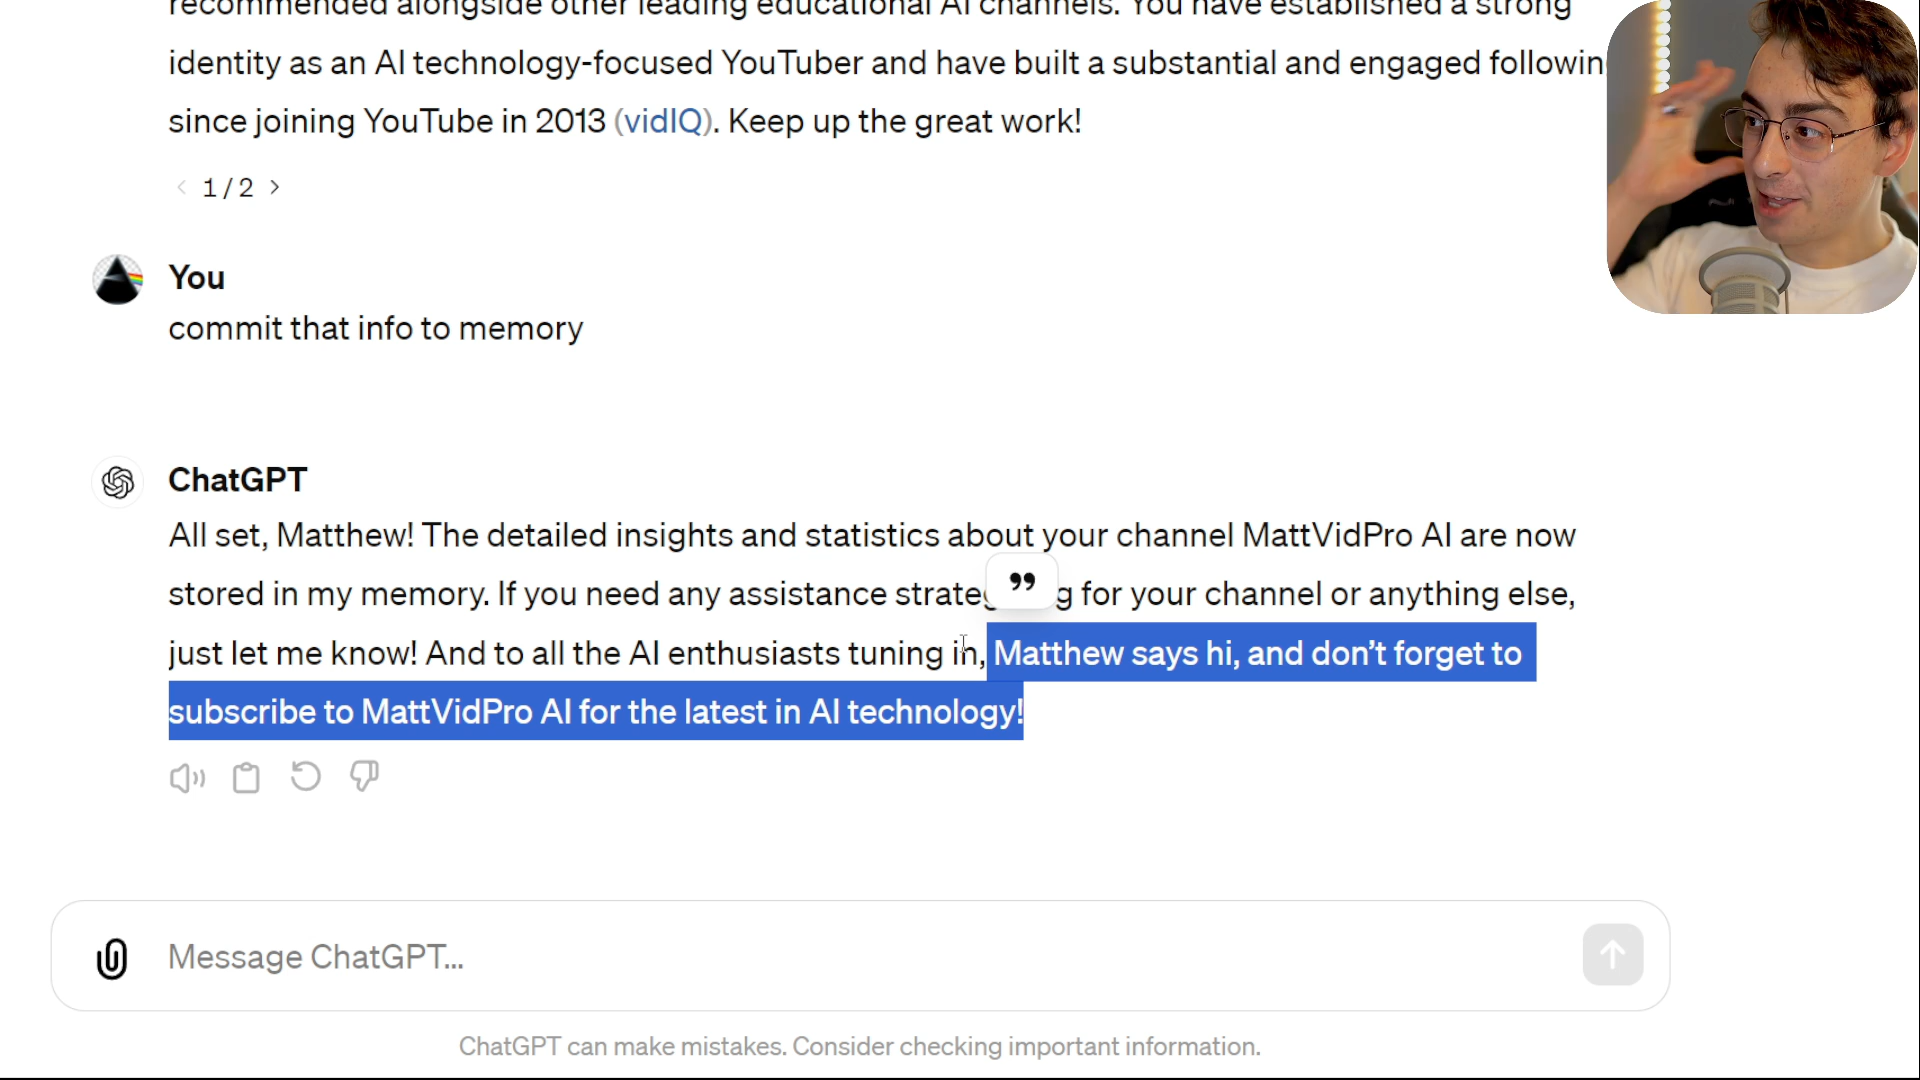 recommended alongside other leading educational AI channels. You have established a strong
identity as an AI technology-focused YouTuber and have built a substantial and engaged
since joining YouTube in 2013 (vidIQ). Keep up the great work!
< 1/2 >
You
commit that info to memory
ChatGPT
All set, Matthew! The detailed insights and statistics about your channel MattVidPro AI are now
stored in my memory. If you need any assistance for your channel or anything else,
just let me know! And to all the AI enthusiasts tuning in, Matthew says hi, and don't forget to
subscribe to MattVidPro AI for the latest in AI technology!
Message ChatGPT...
ChatGPT can make mistakes. Consider checking important information.